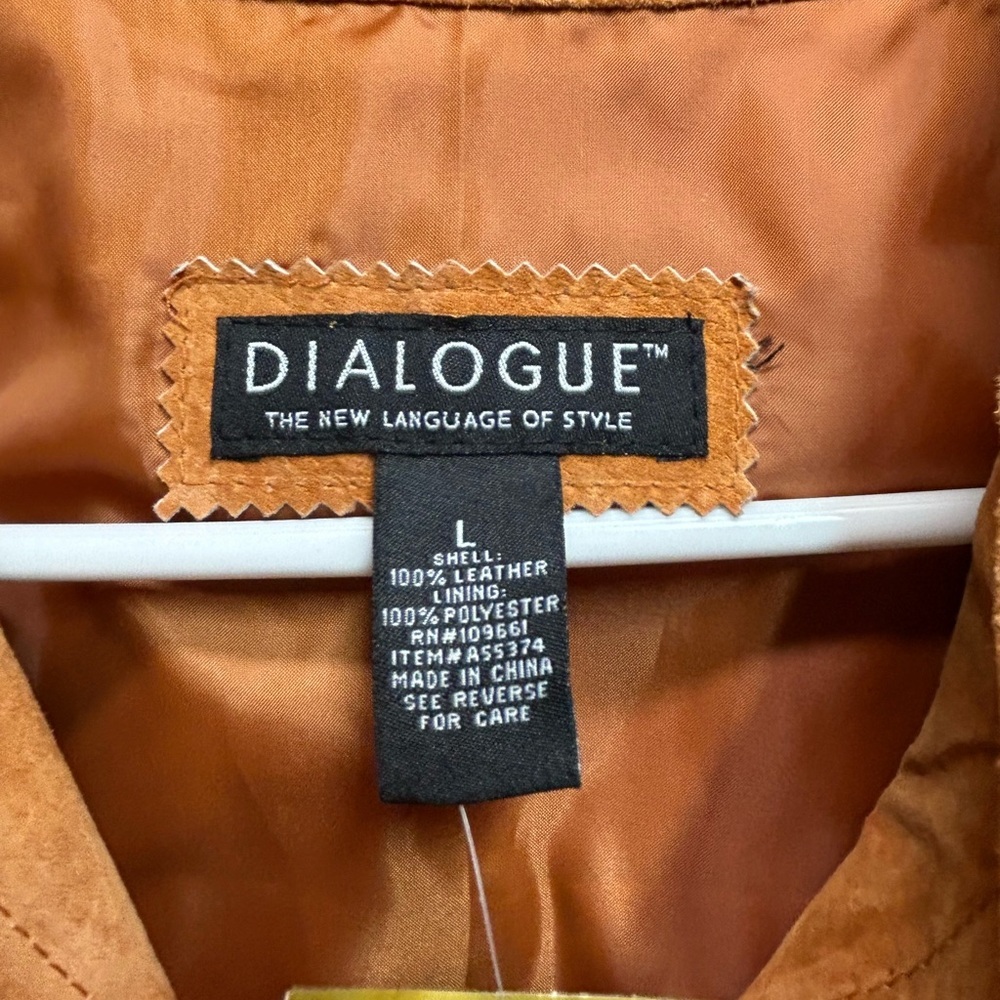 DIALOGUE™
THE NEW LANGUAGE OF STYLE
L
SHELL:
100% LEATHER
LINING:
100% POLYESTER
RN#109661
ITEM#A55374
MADE IN CHINA
SEE REVERSE
FOR CARE